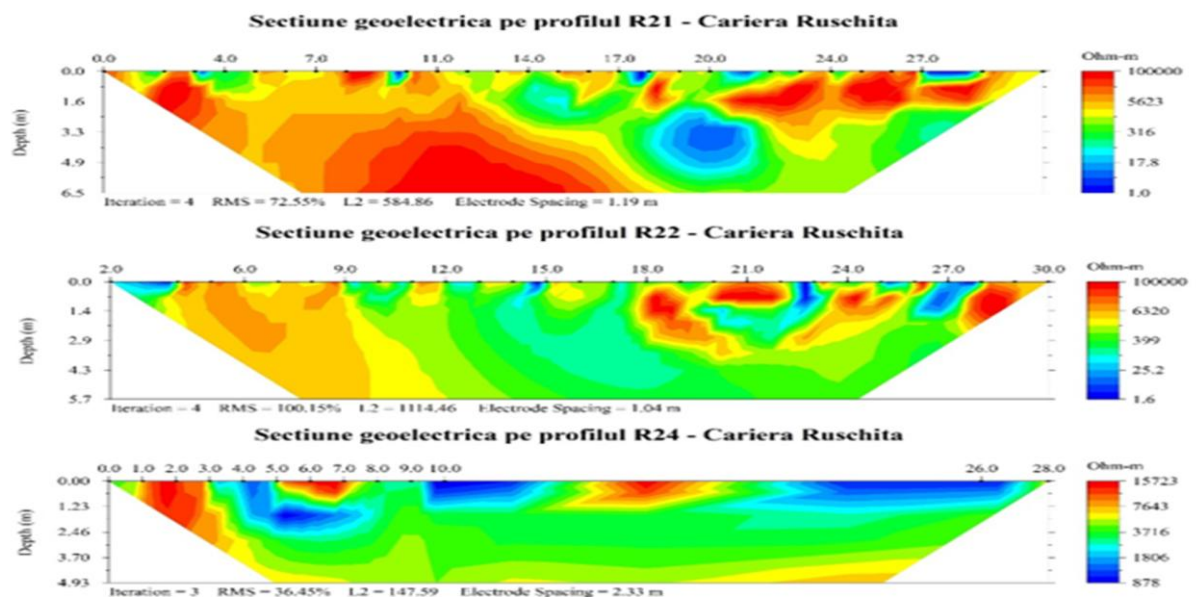 Sectiune geoelectrica pe profilul R21 - Cariera Ruschita
0.0 4.0 7.0 11.0 14.0 17.0 20.0 24.0 27.0
Ohm-m
Depth (m)
0.0
1.6
3.3
4.9
6.5
100000
5623
316
17.8
1.0
Iteration = 4 RMS = 72.55% L2 = 584.86 Electrode Spacing = 1.19 m
Sectiune geoelectrica pe profilul R22 - Cariera Ruschita
2.0 6.0 9.0 12.0 15.0 18.0 21.0 24.0 27.0 30.0
Ohm-m
Depth (m)
0.0
1.4
2.9
4.3
5.7
100000
6320
399
25.2
1.6
Iteration = 4 RMS = 100.15% L2 = 1114.46 Electrode Spacing = 1.04 m
Sectiune geoelectrica pe profilul R24 - Cariera Ruschita
0.0 1.0 2.0 3.0 4.0 5.0 6.0 7.0 8.0 9.0 10.0 26.0 28.0
Ohm-m
Depth (m)
0.00
1.23
2.46
3.70
4.93
15723
7643
3716
1806
878
Iteration = 3 RMS = 36.45% L2 = 147.59 Electrode Spacing = 2.33 m